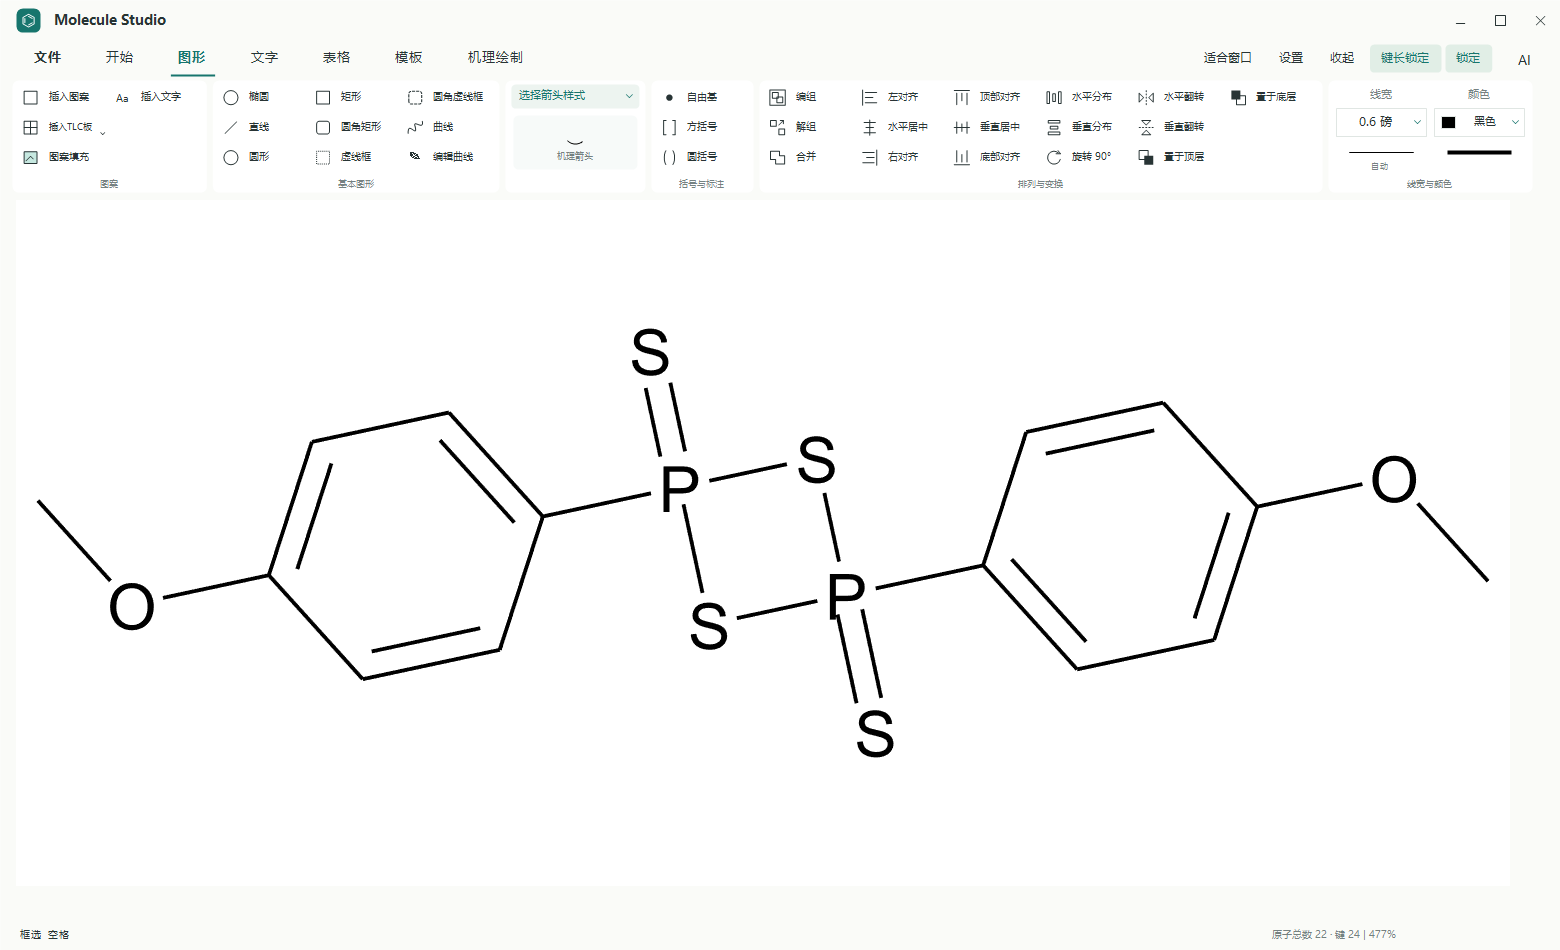 Molecule Studio
文件 开始 图形 文字 表格 模板 机理绘制 适合窗口 设置 收起 键长锁定 锁定 AI
插入图案 Aa 插入文字 椭圆 矩形 圆角虚线框 选择箭头样式 自由基 编组 左对齐 顶部对齐 水平分布 水平翻转 置于底层 线宽 颜色
插入TLC板 直线 圆角矩形 曲线 [ ] 方括号 解组 水平居中 垂直居中 垂直分布 垂直翻转 0.6 磅 黑色
图案填充 圆形 虚线框 编辑曲线 机理箭头 ( ) 圆括号 合并 右对齐 底部对齐 旋转 90° 置于顶层 自动
图案 基本图形 括号与标注 排列与变换 线宽与颜色
S
S
P
O
P
O
S
S
框选 空格 原子总数 22 · 键 24 | 477%